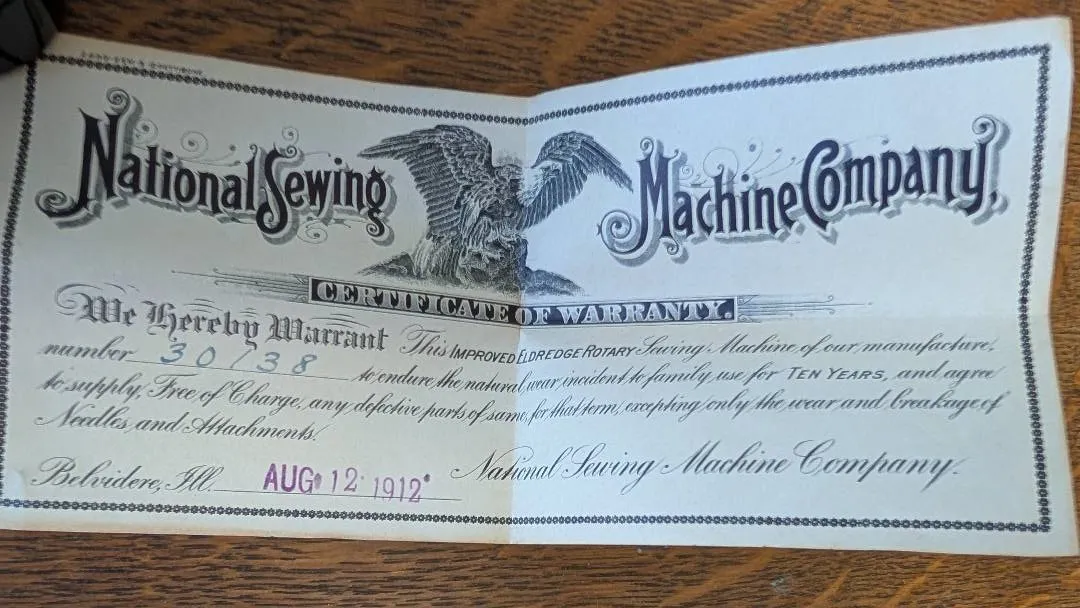 National Sewing Machine Company,
CERTIFICATE OF WARRANTY.
We Hereby Warrant This IMPROVED ELDREDGE ROTARY Sewing Machine, of our manufacture,
number 30138 to endure, the natural wear, incident to family use for TEN YEARS, and agree
to supply, Free of Charge, any defective parts of same, for that term, excepting only the wear and breakage of
Needles, and Attachments.
Belvidere, Ill. AUG 12 1912 National Sewing Machine Company.